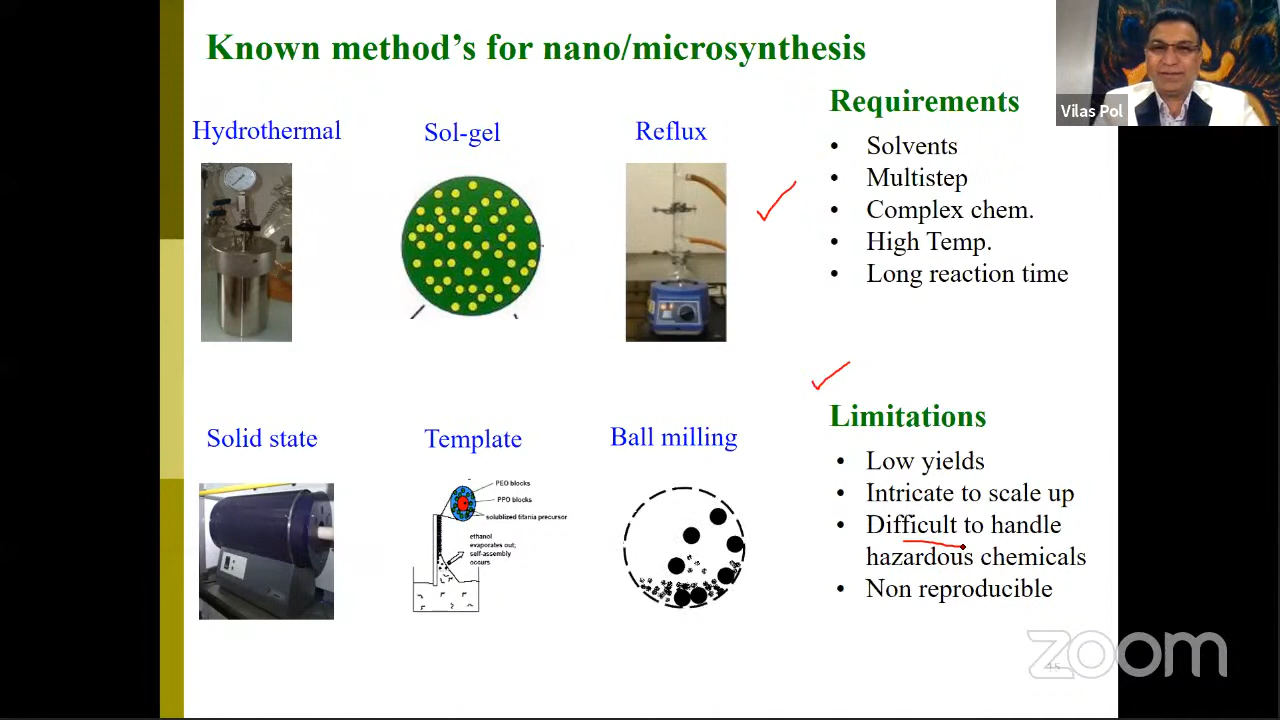 Known method's for nano/microsynthesis
Vilas Pol
Hydrothermal
Sol-gel
Reflux
Requirements
• Solvents
• Multistep
• Complex chem.
• High Temp.
• Long reaction time
Solid state
Template
Ball milling
PEO blocks
PPO blocks
solublized titania precursor
ethanol
evaporates out;
self-assembly
occurs
Limitations
• Low yields
• Intricate to scale up
• Difficult to handle
hazardous chemicals
• Non reproducible
45
zoom